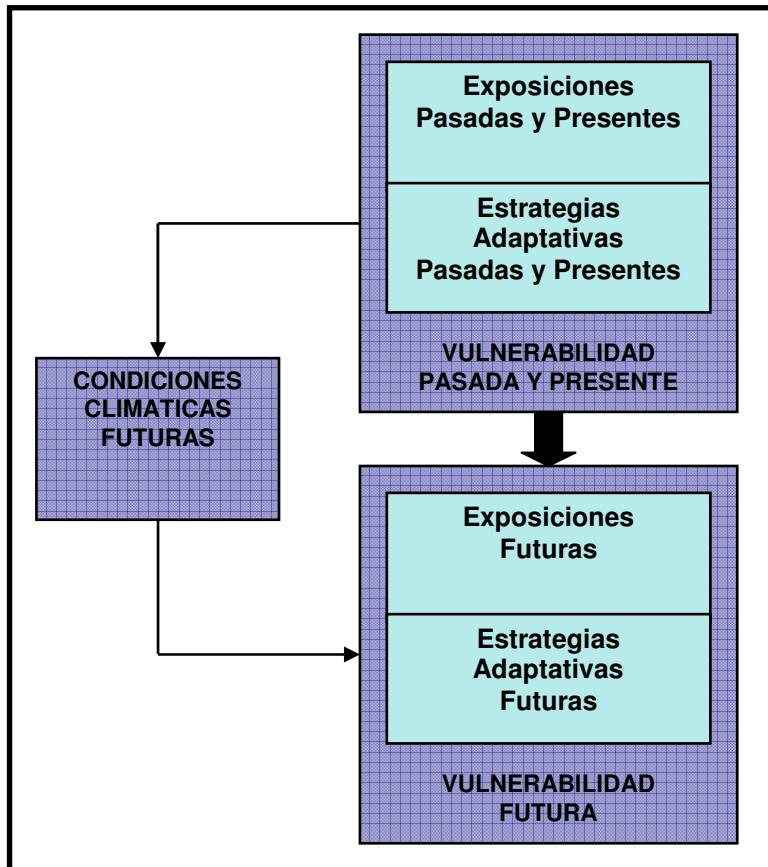 Exposiciones
Pasadas y Presentes
Estrategias
Adaptativas
Pasadas y Presentes
VULNERABILIDAD
PASADA Y PRESENTE
CONDICIONES
CLIMATICAS
FUTURAS
Exposiciones
Futuras
Estrategias
Adaptativas
Futuras
VULNERABILIDAD
FUTURA